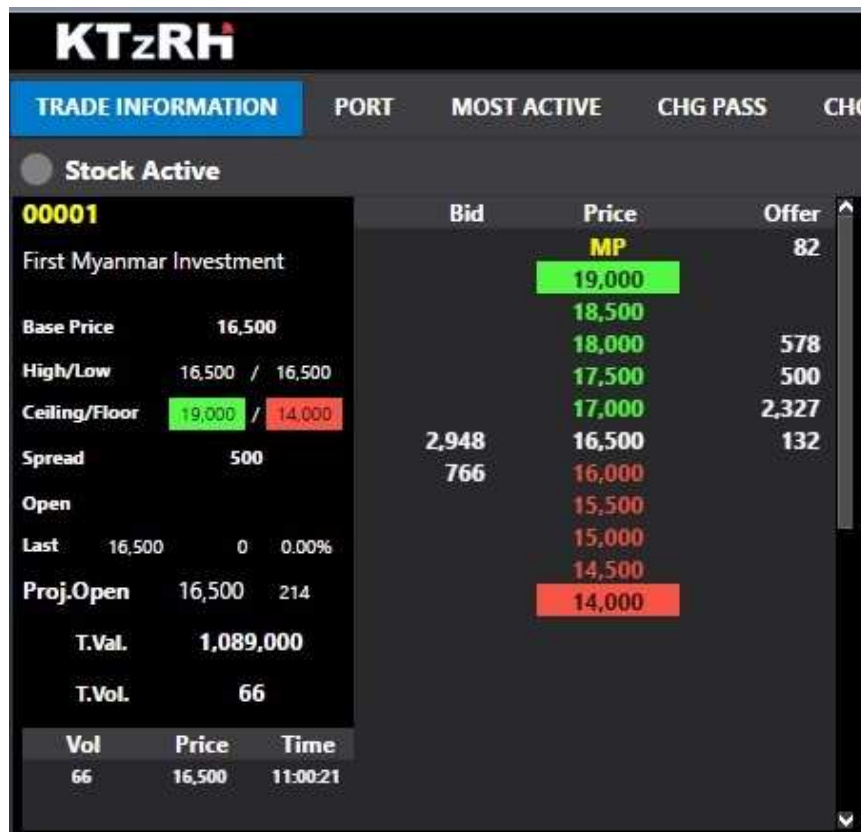 KTzRH
TRADE INFORMATION PORT MOST ACTIVE CHG PASS
Stock Active
00001
First Myanmar Investment
Base Price 16,500
High/Low 16,500 / 16,500
Ceiling/Floor 19,000 / 14,000
Spread 500
Open
Last 16,500 0 0.00%
Proj.Open 16,500 214
T.Val. 1,089,000
T.Vol. 66
Vol Price Time
66 16,500 11:00:21
Bid Price Offer
MP 82
19,000
18,500
18,000 578
17,500 500
17,000 2,327
2,948 16,500 132
766 16,000
15,500
15,000
14,500
14,000